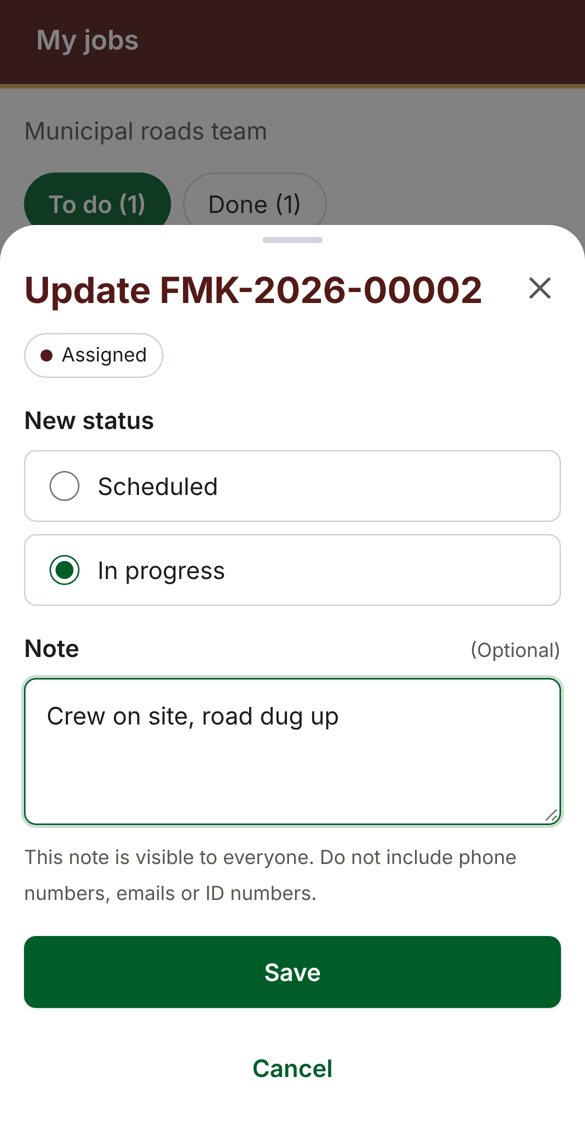 My jobs
Municipal roads team
To do (1)
Done (1)
Update FMK-2026-00002
Assigned
New status
Scheduled
In progress
Note
(Optional)
Crew on site, road dug up
This note is visible to everyone. Do not include phone
numbers, emails or ID numbers.
Save
Cancel